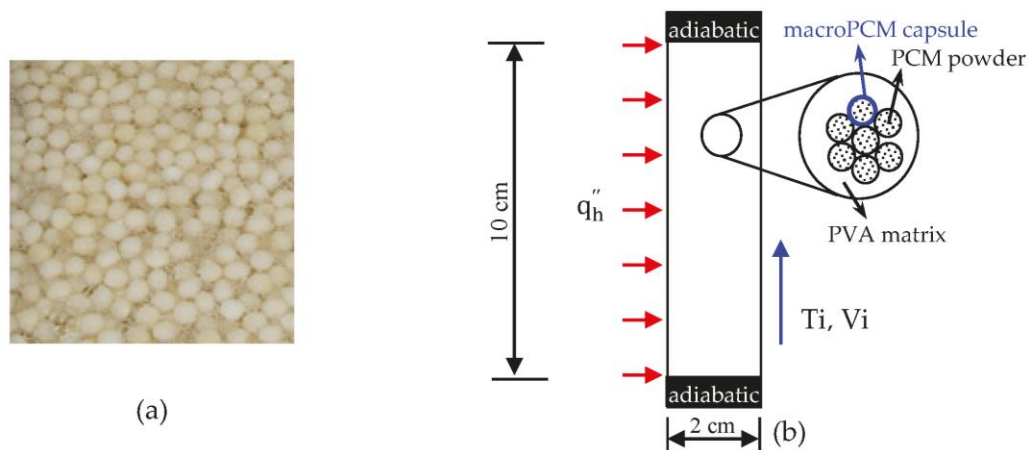 adiabatic
macroPCM capsule
PCM powder
10 cm
q''h
PVA matrix
Ti, Vi
adiabatic
2 cm
(a)
(b)